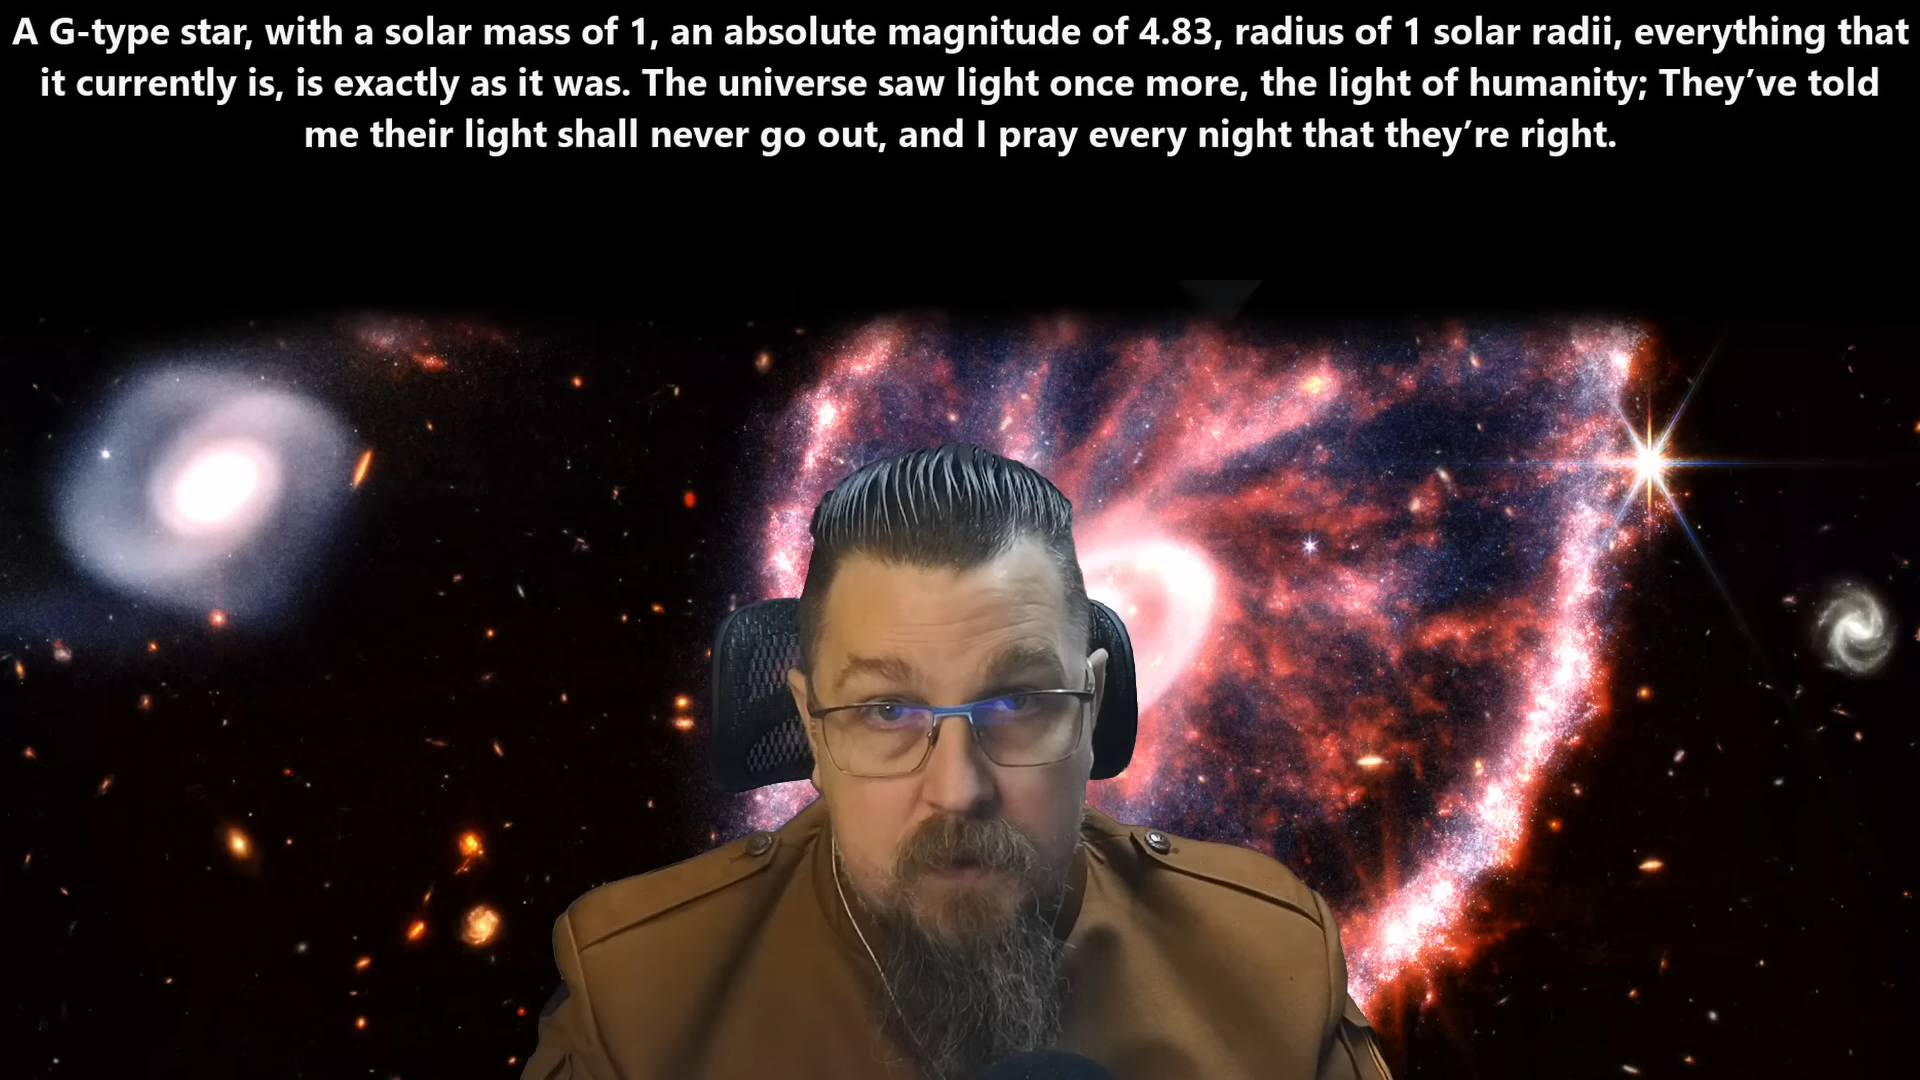 A G-type star, with a solar mass of 1, an absolute magnitude of 4.83, radius of 1 solar radii, everything that
it currently is, is exactly as it was. The universe saw light once more, the light of humanity; They’ve told
me their light shall never go out, and I pray every night that they’re right.